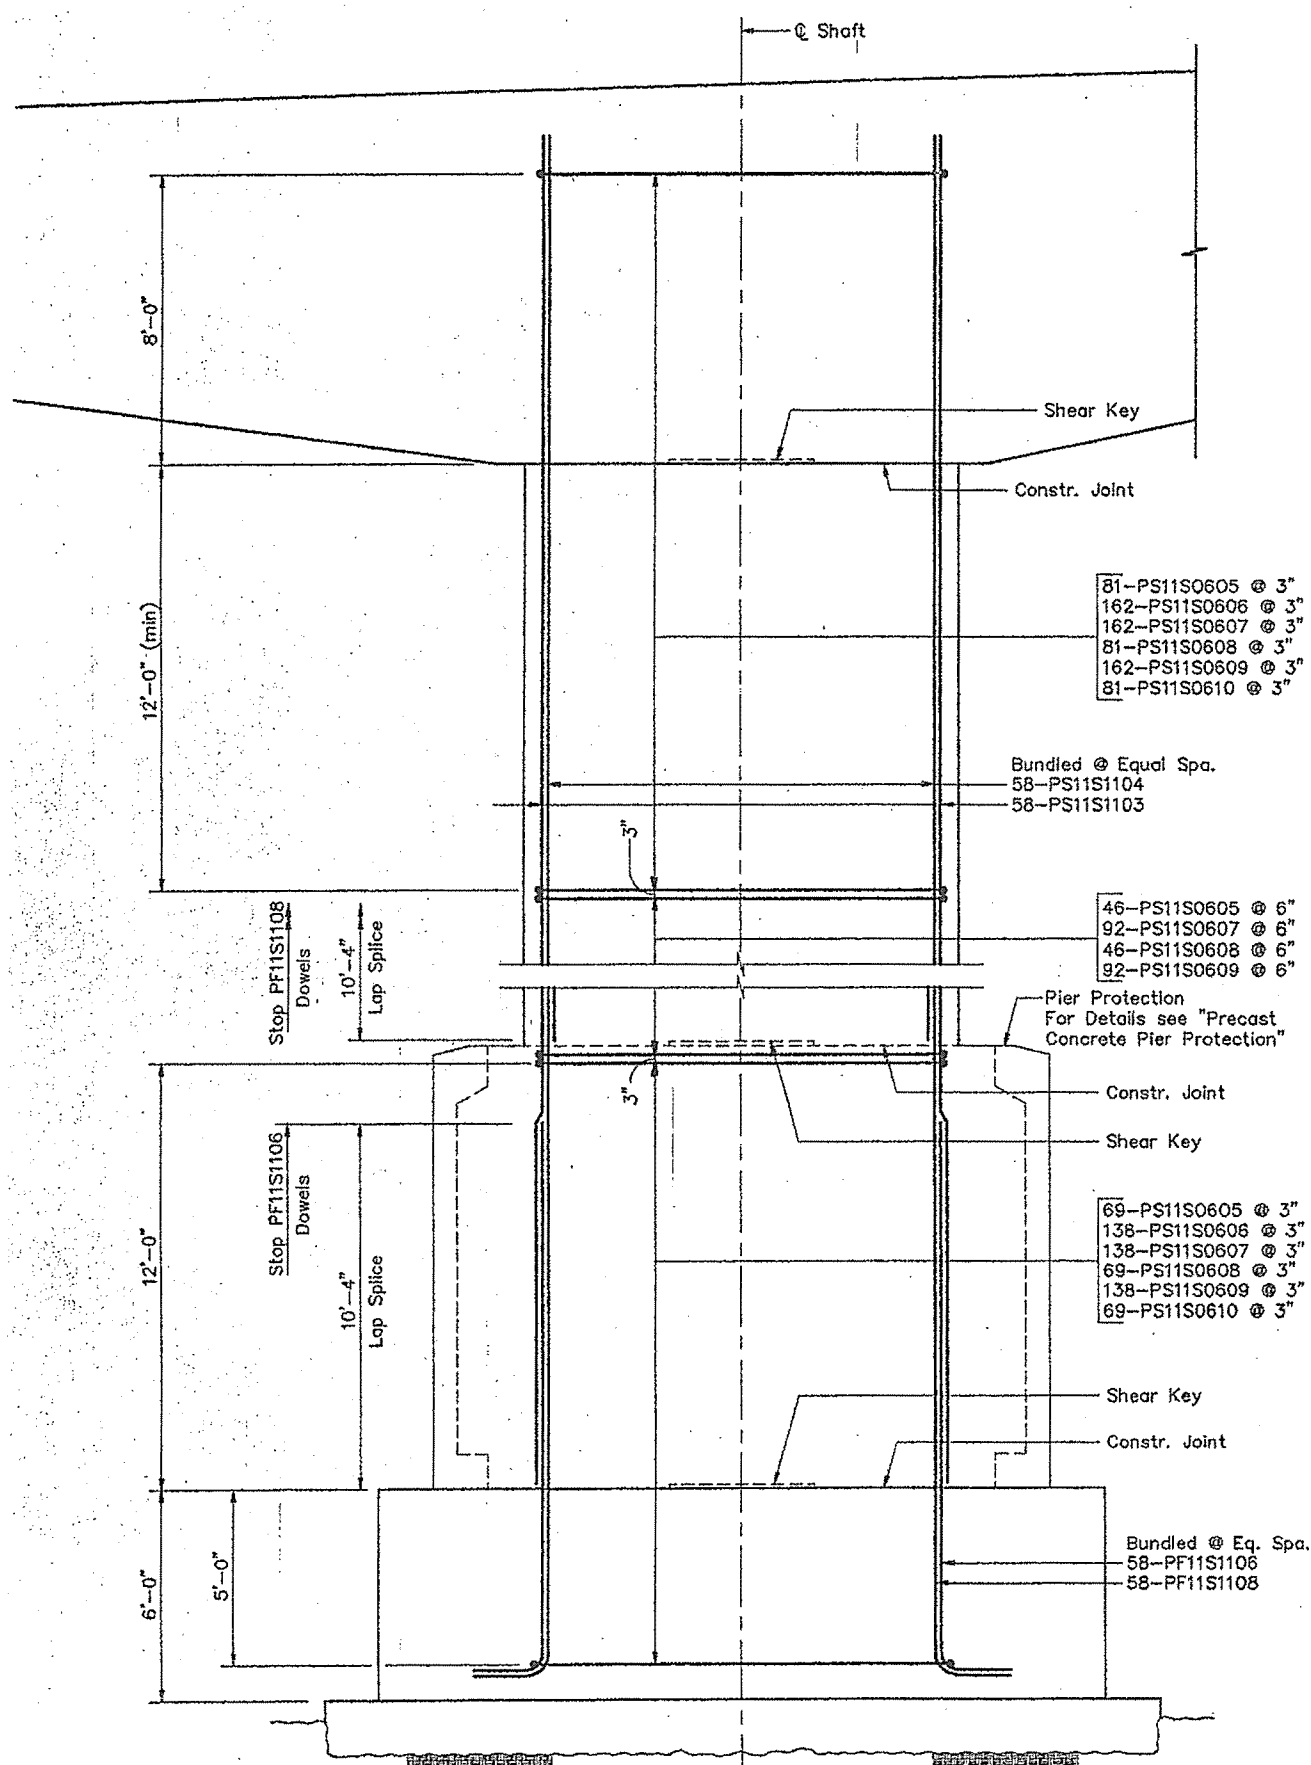 ℄ Shaft
8'-0"
Shear Key
Constr. Joint
12'-0" (min)
81-PS11S0605 @ 3"
162-PS11S0606 @ 3"
162-PS11S0607 @ 3"
81-PS11S0608 @ 3"
162-PS11S0609 @ 3"
81-PS11S0610 @ 3"
Bundled @ Equal Spa.
58-PS11S1104
58-PS11S1103
3"
Stop PF11S1108
Dowels
10'-4"
Lap Splice
46-PS11S0605 @ 6"
92-PS11S0607 @ 6"
46-PS11S0608 @ 6"
92-PS11S0609 @ 6"
Pier Protection
For Details see "Precast
Concrete Pier Protection"
3"
Constr. Joint
Shear Key
Stop PF11S1106
Dowels
12'-0"
10'-4"
Lap Splice
69-PS11S0605 @ 3"
138-PS11S0606 @ 3"
138-PS11S0607 @ 3"
69-PS11S0608 @ 3"
138-PS11S0609 @ 3"
69-PS11S0610 @ 3"
Shear Key
Constr. Joint
6'-0"
5'-0"
Bundled @ Eq. Spa.
58-PF11S1106
58-PF11S1108